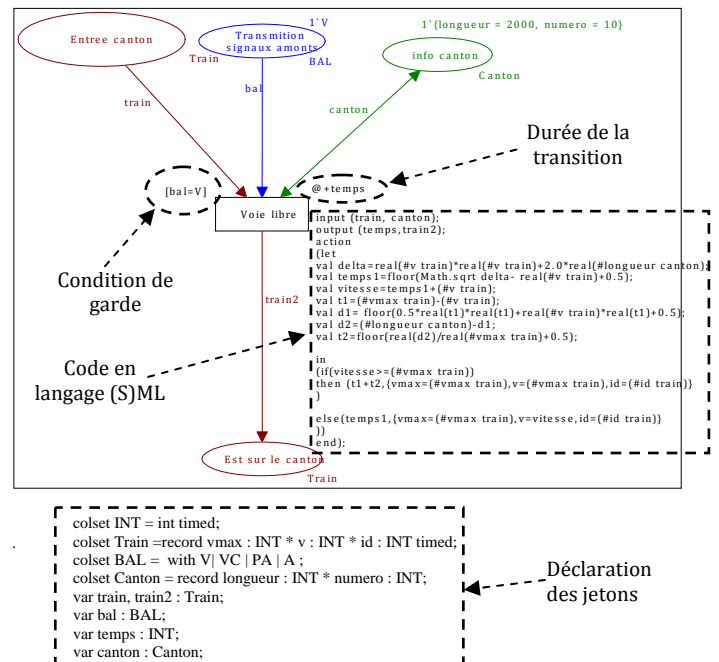 1`V
1`{longueur = 2000, numero = 10}
Entree canton
Transmition
signaux amonts
info canton
Train
BAL
Canton
train
bal
canton
Durée de la
transition
[bal=V]
@+temps
Voie libre
input (train, canton);
output (temps,train2);
action
(let
val delta=real(#v train)*real(#v train)+2.0*real(#longueur canton);
val temps1=floor(Math.sqrt delta- real(#v train)+0.5);
val vitesse=temps1+(#v train);
val t1=(#vmax train)-(#v train);
val d1= floor(0.5*real(t1)*real(t1)+real(#v train)*real(t1)+0.5);
val d2=(#longueur canton)-d1;
val t2=floor(real(d2)/real(#vmax train)+0.5);
in
(if(vitesse>=(#vmax train))
then (t1+t2,{vmax=(#vmax train),v=(#vmax train),id=(#id train)}
)
else(temps1,{vmax=(#vmax train),v=vitesse,id=(#id train)}
))
end);
Condition de
garde
train2
Code en
langage (S)ML
Est sur le canton
Train
colset INT = int timed;
colset Train =record vmax : INT * v : INT * id : INT timed;
colset BAL = with V| VC | PA | A ;
colset Canton = record longueur : INT * numero : INT;
var train, train2 : Train;
var bal : BAL;
var temps : INT;
var canton : Canton;
Déclaration
des jetons
.